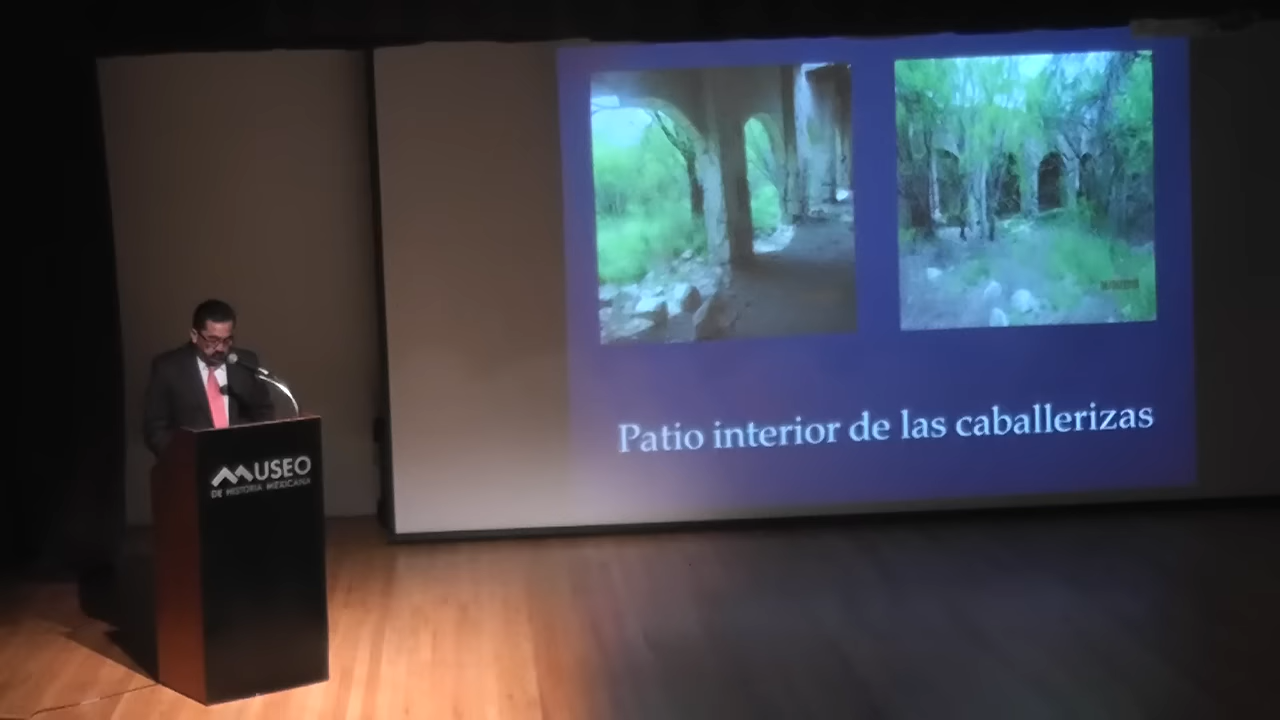 Patio interior de las caballerizas
MUSEO
DE HISTORIA MEXICANA